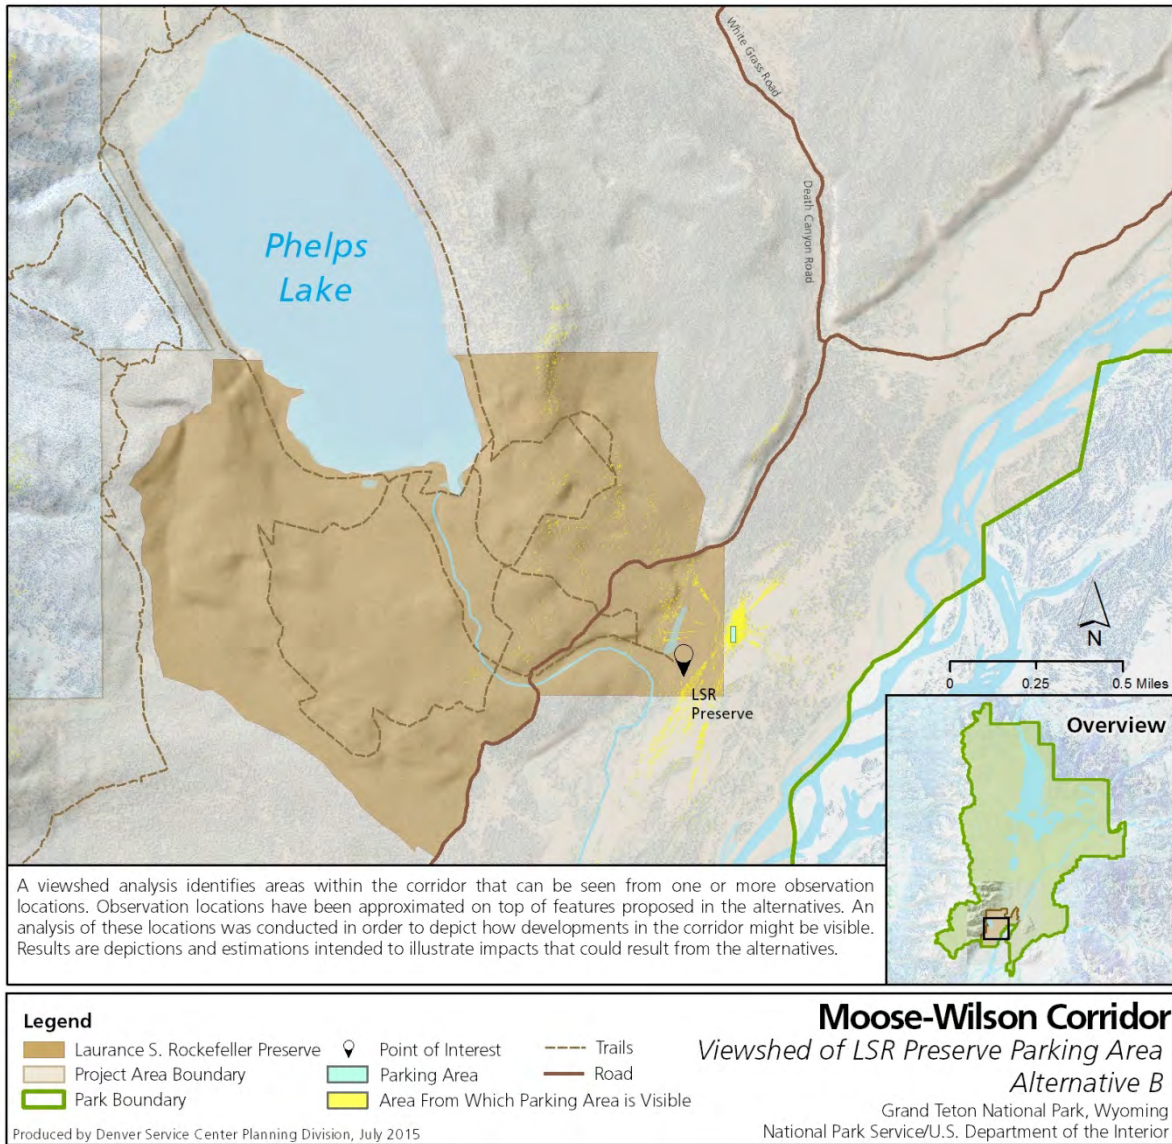 White Grass Road
Phelps
Lake
Death Canyon Road
N
0 0.25 0.5 Miles
LSR
Preserve
Overview
A viewshed analysis identifies areas within the corridor that can be seen from one or more observation
locations. Observation locations have been approximated on top of features proposed in the alternatives. An
analysis of these locations was conducted in order to depict how developments in the corridor might be visible.
Results are depictions and estimations intended to illustrate impacts that could result from the alternatives.
Legend
Laurance S. Rockefeller Preserve
Project Area Boundary
Park Boundary
Point of Interest
Parking Area
Area From Which Parking Area is Visible
Trails
Road
Produced by Denver Service Center Planning Division, July 2015
Moose-Wilson Corridor
Viewshed of LSR Preserve Parking Area
Alternative B
Grand Teton National Park, Wyoming
National Park Service/U.S. Department of the Interior